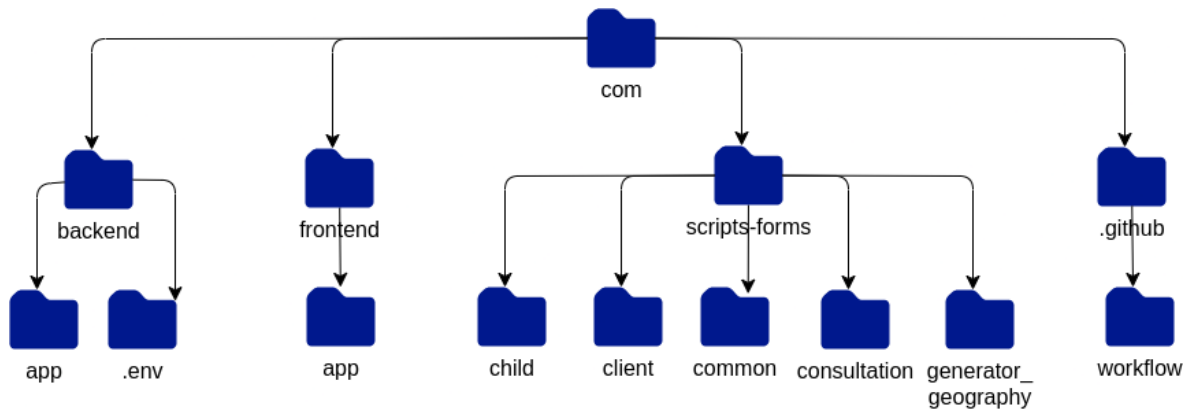 com
backend
frontend
scripts-forms
.github
app
.env
app
child
client
common
consultation
generator_
geography
workflow